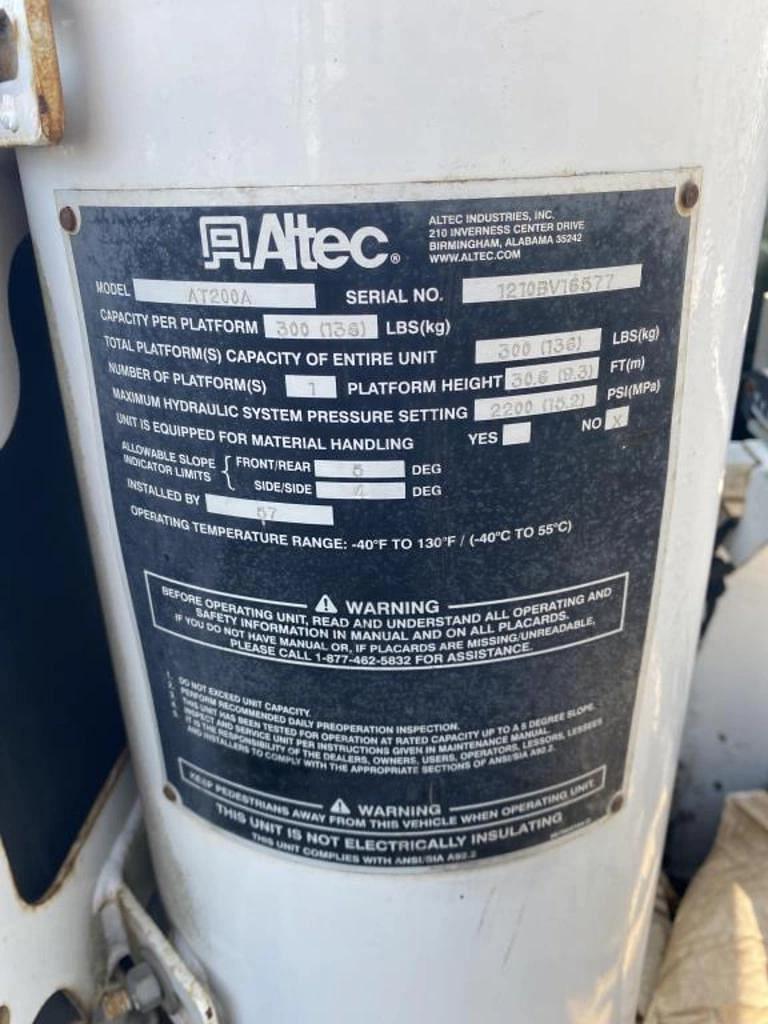 Altec®
ALTEC INDUSTRIES, INC.
210 INVERNESS CENTER DRIVE
BIRMINGHAM, ALABAMA 35242
WWW.ALTEC.COM
MODEL AT200A SERIAL NO. 1210BV16577
CAPACITY PER PLATFORM 300 (136) LBS(kg)
TOTAL PLATFORM(S) CAPACITY OF ENTIRE UNIT 300 (136) LBS(kg)
NUMBER OF PLATFORM(S) 1 PLATFORM HEIGHT 30.6 (9.3) FT(m)
MAXIMUM HYDRAULIC SYSTEM PRESSURE SETTING 2200 (15.2) PSI(MPa)
UNIT IS EQUIPPED FOR MATERIAL HANDLING YES NO X
ALLOWABLE SLOPE INDICATOR LIMITS { FRONT/REAR 5 DEG
SIDE/SIDE 4 DEG
INSTALLED BY 57
OPERATING TEMPERATURE RANGE: -40°F TO 130°F / (-40°C TO 55°C)
⚠ WARNING
BEFORE OPERATING UNIT, READ AND UNDERSTAND ALL OPERATING AND
SAFETY INFORMATION IN MANUAL AND ON ALL PLACARDS.
IF YOU DO NOT HAVE MANUAL OR, IF PLACARDS ARE MISSING/UNREADABLE,
PLEASE CALL 1-877-462-5832 FOR ASSISTANCE.
1. DO NOT EXCEED UNIT CAPACITY.
2. PERFORM RECOMMENDED DAILY PREOPERATION INSPECTION.
3. THIS UNIT HAS BEEN TESTED FOR OPERATION AT RATED CAPACITY UP TO A 5 DEGREE SLOPE.
4. INSPECT AND SERVICE UNIT PER INSTRUCTIONS GIVEN IN MAINTENANCE MANUAL.
5. IT IS THE RESPONSIBILITY OF THE DEALERS, OWNERS, USERS, OPERATORS, LESSORS, LESSEES
AND INSTALLERS TO COMPLY WITH THE APPROPRIATE SECTIONS OF ANSI/SIA A92.2.
⚠ WARNING
KEEP PEDESTRIANS AWAY FROM THIS VEHICLE WHEN OPERATING UNIT.
THIS UNIT IS NOT ELECTRICALLY INSULATING
THIS UNIT COMPLIES WITH ANSI/SIA A92.2